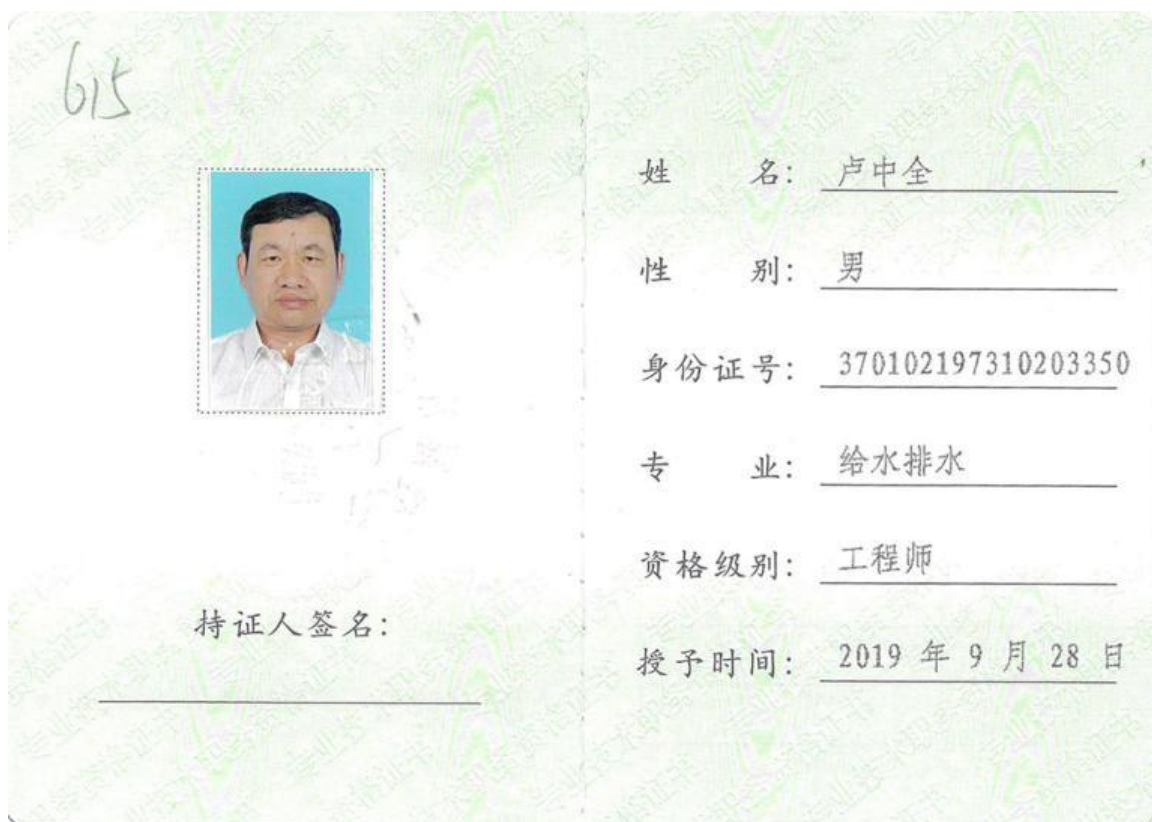 615
姓 名: 卢中全
性 别: 男
身份证号: 370102197310203350
专 业: 给水排水
资格级别: 工程师
持证人签名:
授予时间: 2019 年 9 月 28 日